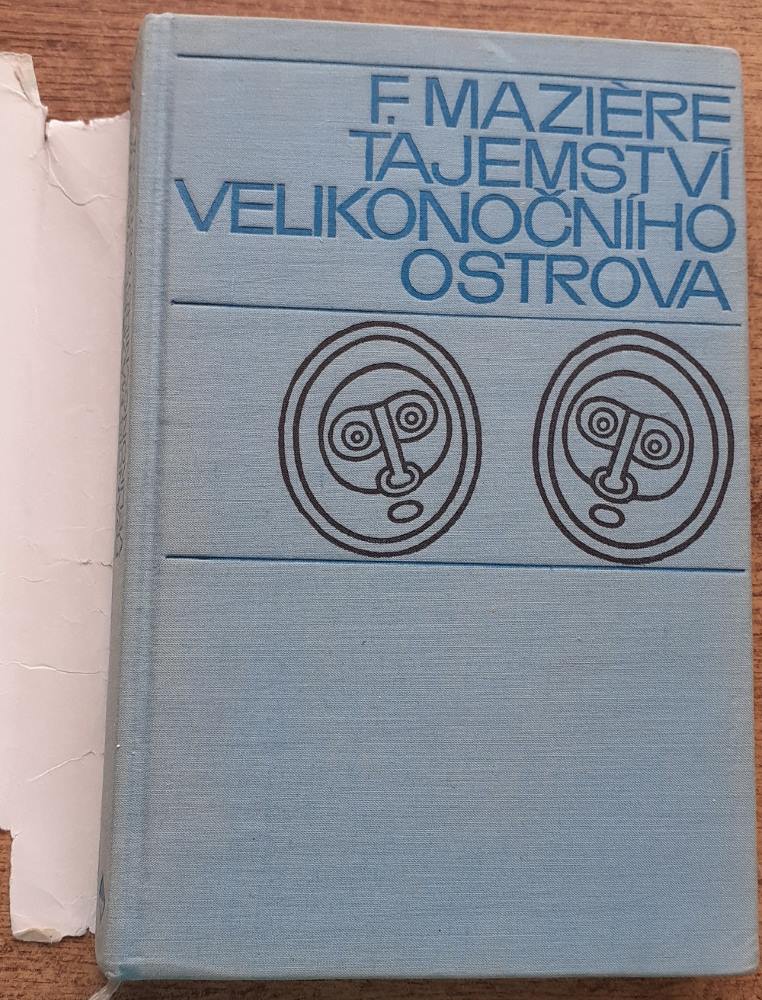 F. MAZIÈRE
TAJEMSTVÍ
VELIKONOČNÍHO
OSTROVA